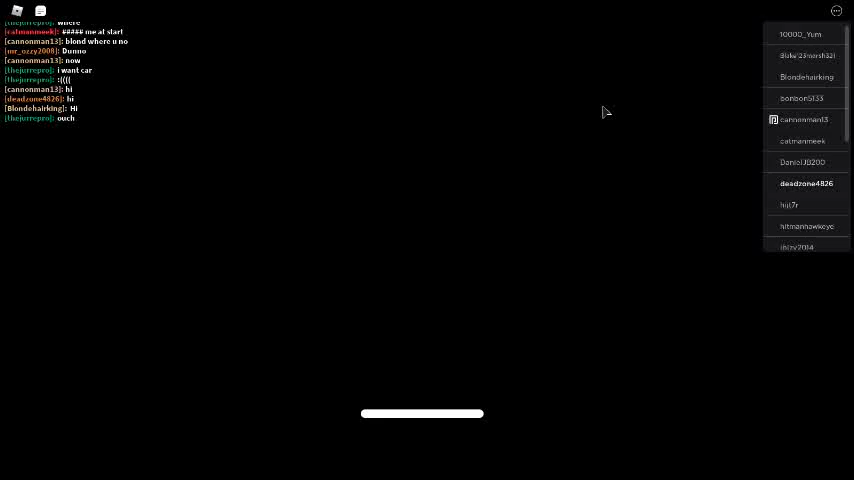 [thejurrepro]: where
[catmanmeek]: ##### me at start
[cannonman13]: blond where u no
[mr_ozzy2008]: Dunno
[cannonman13]: now
[thejurrepro]: i want car
[thejurrepro]: :((((
[cannonman13]: hi
[deadzone4826]: hi
[Blondehairking]: Hi
[thejurrepro]: ouch
10000_Yum
Blondehairking
bonbon5133
cannonman13
catmanmeek
DanielJB200
deadzone4826
hjjt7r
hitmanhawkeye